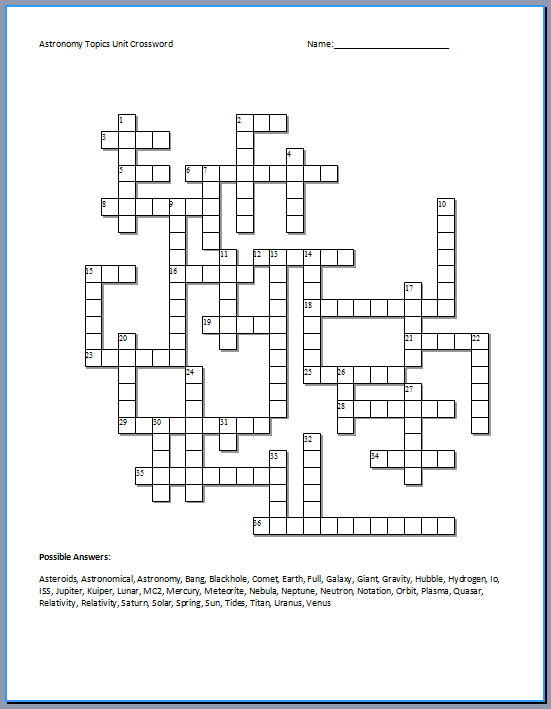 Astronomy Topics Unit Crossword Name:_______________________
1 2
3
4
5 6 7
8 9 10
11 12 13 14
15 16
17
18
19
20 21 22
23
24 25 26
27
28
29 30 31
32
33 34
35
36
Possible Answers:
Asteroids, Astronomical, Astronomy, Bang, Blackhole, Comet, Earth, Full, Galaxy, Giant, Gravity, Hubble, Hydrogen, Io,
ISS, Jupiter, Kuiper, Lunar, MC2, Mercury, Meteorite, Nebula, Neptune, Neutron, Notation, Orbit, Plasma, Quasar,
Relativity, Relativity, Saturn, Solar, Spring, Sun, Tides, Titan, Uranus, Venus